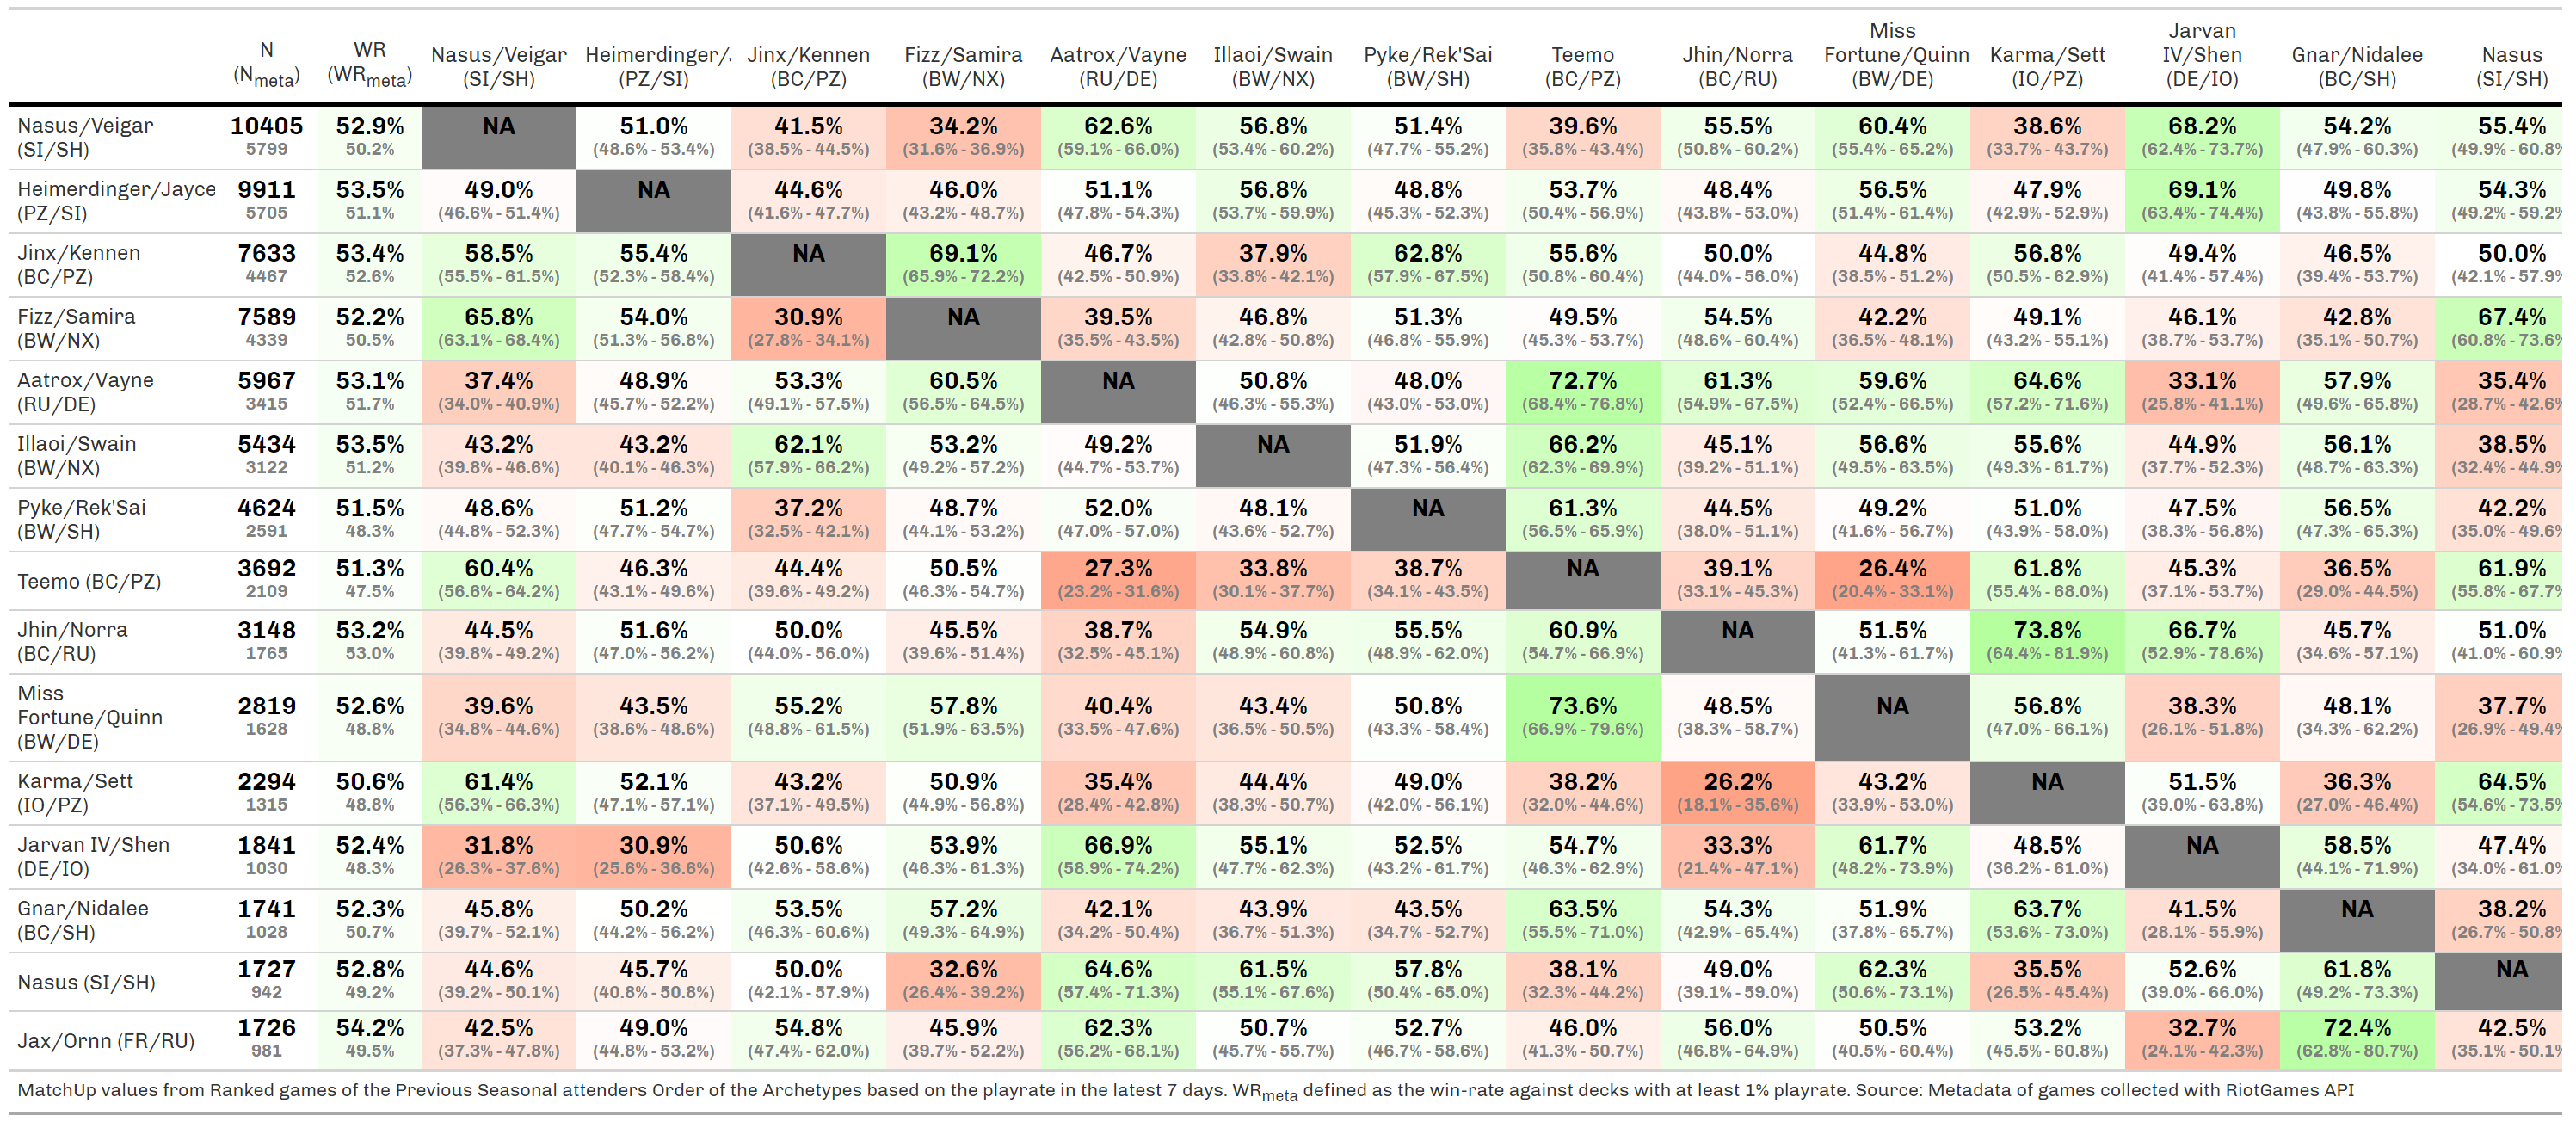 N WR Nasus/Veigar Heimerdinger/ Jinx/Kennen Fizz/Samira Aatrox/Vayne Illaoi/Swain Pyke/Rek'Sai Teemo Jhin/Norra Miss Fortune/Quinn Karma/Sett Jarvan IV/Shen Gnar/Nidalee Nasus
(Nmeta) (WRmeta) (SI/SH) (PZ/SI) (BC/PZ) (BW/NX) (RU/DE) (BW/NX) (BW/SH) (BC/PZ) (BC/RU) (BW/DE) (IO/PZ) (DE/IO) (BC/SH) (SI/SH)
Nasus/Veigar 10405 52.9% NA 51.0% 41.5% 34.2% 62.6% 56.8% 51.4% 39.6% 55.5% 60.4% 38.6% 68.2% 54.2% 55.4%
(SI/SH) 5799 50.2% (48.6% - 53.4%) (38.5% - 44.5%) (31.6% - 36.9%) (59.1% - 66.0%) (53.4% - 60.2%) (47.7% - 55.2%) (35.8% - 43.4%) (50.8% - 60.2%) (55.4% - 65.2%) (33.7% - 43.7%) (62.4% - 73.7%) (47.9% - 60.3%) (49.9% - 60.8%
Heimerdinger/Jayce 9911 53.5% 49.0% NA 44.6% 46.0% 51.1% 56.8% 48.8% 53.7% 48.4% 56.5% 47.9% 69.1% 49.8% 54.3%
(PZ/SI) 5705 51.1% (46.6% - 51.4%) (41.6% - 47.7%) (43.2% - 48.7%) (47.8% - 54.3%) (53.7% - 59.9%) (45.3% - 52.3%) (50.4% - 56.9%) (43.8% - 53.0%) (51.4% - 61.4%) (42.9% - 52.9%) (63.4% - 74.4%) (43.8% - 55.8%) (49.2% - 59.2%
Jinx/Kennen 7633 53.4% 58.5% 55.4% NA 69.1% 46.7% 37.9% 62.8% 55.6% 50.0% 44.8% 56.8% 49.4% 46.5% 50.0%
(BC/PZ) 4467 52.6% (55.5% - 61.5%) (52.3% - 58.4%) (65.9% - 72.2%) (42.5% - 50.9%) (33.8% - 42.1%) (57.9% - 67.5%) (50.8% - 60.4%) (44.0% - 56.0%) (38.5% - 51.2%) (50.5% - 62.9%) (41.4% - 57.4%) (39.4% - 53.7%) (42.1% - 57.9%
Fizz/Samira 7589 52.2% 65.8% 54.0% 30.9% NA 39.5% 46.8% 51.3% 49.5% 54.5% 42.2% 49.1% 46.1% 42.8% 67.4%
(BW/NX) 4339 50.5% (63.1% - 68.4%) (51.3% - 56.8%) (27.8% - 34.1%) (35.5% - 43.5%) (42.8% - 50.8%) (46.8% - 55.9%) (45.3% - 53.7%) (48.6% - 60.4%) (36.5% - 48.1%) (43.2% - 55.1%) (38.7% - 53.7%) (35.1% - 50.7%) (60.8% - 73.6%
Aatrox/Vayne 5967 53.1% 37.4% 48.9% 53.3% 60.5% NA 50.8% 48.0% 72.7% 61.3% 59.6% 64.6% 33.1% 57.9% 35.4%
(RU/DE) 3415 51.7% (34.0% - 40.9%) (45.7% - 52.2%) (49.1% - 57.5%) (56.5% - 64.5%) (46.3% - 55.3%) (43.0% - 53.0%) (68.4% - 76.8%) (54.9% - 67.5%) (52.4% - 66.5%) (57.2% - 71.6%) (25.8% - 41.1%) (49.6% - 65.8%) (28.7% - 42.6%
Illaoi/Swain 5434 53.5% 43.2% 43.2% 62.1% 53.2% 49.2% NA 51.9% 66.2% 45.1% 56.6% 55.6% 44.9% 56.1% 38.5%
(BW/NX) 3122 51.2% (39.8% - 46.6%) (40.1% - 46.3%) (57.9% - 66.2%) (49.2% - 57.2%) (44.7% - 53.7%) (47.3% - 56.4%) (62.3% - 69.9%) (39.2% - 51.1%) (49.5% - 63.5%) (49.3% - 61.7%) (37.7% - 52.3%) (48.7% - 63.3%) (32.4% - 44.9%
Pyke/Rek'Sai 4624 51.5% 48.6% 51.2% 37.2% 48.7% 52.0% 48.1% NA 61.3% 44.5% 49.2% 51.0% 47.5% 56.5% 42.2%
(BW/SH) 2591 48.3% (44.8% - 52.3%) (47.7% - 54.7%) (32.5% - 42.1%) (44.1% - 53.2%) (47.0% - 57.0%) (43.6% - 52.7%) (56.5% - 65.9%) (38.0% - 51.1%) (41.6% - 56.7%) (43.9% - 58.0%) (38.3% - 56.8%) (47.3% - 65.3%) (35.0% - 49.6%
Teemo (BC/PZ) 3692 51.3% 60.4% 46.3% 44.4% 50.5% 27.3% 33.8% 38.7% NA 39.1% 26.4% 61.8% 45.3% 36.5% 61.9%
2109 47.5% (56.6% - 64.2%) (43.1% - 49.6%) (39.6% - 49.2%) (46.3% - 54.7%) (23.2% - 31.6%) (30.1% - 37.7%) (34.1% - 43.5%) (33.1% - 45.3%) (20.4% - 33.1%) (55.4% - 68.0%) (37.1% - 53.7%) (29.0% - 44.5%) (55.8% - 67.7%
Jhin/Norra 3148 53.2% 44.5% 51.6% 50.0% 45.5% 38.7% 54.9% 55.5% 60.9% NA 51.5% 73.8% 66.7% 45.7% 51.0%
(BC/RU) 1765 53.0% (39.8% - 49.2%) (47.0% - 56.2%) (44.0% - 56.0%) (39.6% - 51.4%) (32.5% - 45.1%) (48.9% - 60.8%) (48.9% - 62.0%) (54.7% - 66.9%) (41.3% - 61.7%) (64.4% - 81.9%) (52.9% - 78.6%) (34.6% - 57.1%) (41.0% - 60.9%
Miss
Fortune/Quinn 2819 52.6% 39.6% 43.5% 55.2% 57.8% 40.4% 43.4% 50.8% 73.6% 48.5% NA 56.8% 38.3% 48.1% 37.7%
(BW/DE) 1628 48.8% (34.8% - 44.6%) (38.6% - 48.6%) (48.8% - 61.5%) (51.9% - 63.5%) (33.5% - 47.6%) (36.5% - 50.5%) (43.3% - 58.4%) (66.9% - 79.6%) (38.3% - 58.7%) (47.0% - 66.1%) (26.1% - 51.8%) (34.3% - 62.2%) (26.9% - 49.4%
Karma/Sett 2294 50.6% 61.4% 52.1% 43.2% 50.9% 35.4% 44.4% 49.0% 38.2% 26.2% 43.2% NA 51.5% 36.3% 64.5%
(IO/PZ) 1315 48.8% (56.3% - 66.3%) (47.1% - 57.1%) (37.1% - 49.5%) (44.9% - 56.8%) (28.4% - 42.8%) (38.3% - 50.7%) (42.0% - 56.1%) (32.0% - 44.6%) (18.1% - 35.6%) (33.9% - 53.0%) (39.0% - 63.8%) (27.0% - 46.4%) (54.6% - 73.5%
Jarvan IV/Shen 1841 52.4% 31.8% 30.9% 50.6% 53.9% 66.9% 55.1% 52.5% 54.7% 33.3% 61.7% 48.5% NA 58.5% 47.4%
(DE/IO) 1030 48.3% (26.3% - 37.6%) (25.6% - 36.6%) (42.6% - 58.6%) (46.3% - 61.3%) (58.9% - 74.2%) (47.7% - 62.3%) (43.2% - 61.7%) (46.3% - 62.9%) (21.4% - 47.1%) (48.2% - 73.9%) (36.2% - 61.0%) (44.1% - 71.9%) (34.0% - 61.0%
Gnar/Nidalee 1741 52.3% 45.8% 50.2% 53.5% 57.2% 42.1% 43.9% 43.5% 63.5% 54.3% 51.9% 63.7% 41.5% NA 38.2%
(BC/SH) 1028 50.7% (39.7% - 52.1%) (44.2% - 56.2%) (46.3% - 60.6%) (49.3% - 64.9%) (34.2% - 50.4%) (36.7% - 51.3%) (34.7% - 52.7%) (55.5% - 71.0%) (42.9% - 65.4%) (37.8% - 65.7%) (53.6% - 73.0%) (28.1% - 55.9%) (26.7% - 50.8%
Nasus (SI/SH) 1727 52.8% 44.6% 45.7% 50.0% 32.6% 64.6% 61.5% 57.8% 38.1% 49.0% 62.3% 35.5% 52.6% 61.8% NA
942 49.2% (39.2% - 50.1%) (40.8% - 50.8%) (42.1% - 57.9%) (26.4% - 39.2%) (57.4% - 71.3%) (55.1% - 67.6%) (50.4% - 65.0%) (32.3% - 44.2%) (39.1% - 59.0%) (50.6% - 73.1%) (26.5% - 45.4%) (39.0% - 66.0%) (49.2% - 73.3%)
Jax/Ornn (FR/RU) 1726 54.2% 42.5% 49.0% 54.8% 45.9% 62.3% 50.7% 52.7% 46.0% 56.0% 50.5% 53.2% 32.7% 72.4% 42.5%
981 49.5% (37.3% - 47.8%) (44.8% - 53.2%) (47.4% - 62.0%) (39.7% - 52.2%) (56.2% - 68.1%) (45.7% - 55.7%) (46.7% - 58.6%) (41.3% - 50.7%) (46.8% - 64.9%) (40.5% - 60.4%) (45.5% - 60.8%) (24.1% - 42.3%) (62.8% - 80.7%) (35.1% - 50.1%
MatchUp values from Ranked games of the Previous Seasonal attenders Order of the Archetypes based on the playrate in the latest 7 days. WRmeta defined as the win-rate against decks with at least 1% playrate. Source: Metadata of games collected with RiotGames API